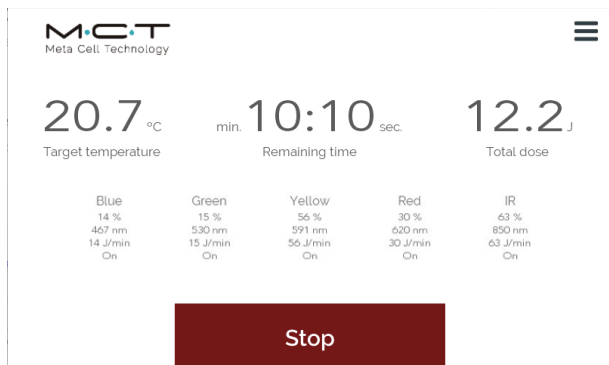 M·C·T
Meta Cell Technology
20.7 ºC
Target temperature
min. 10:10 sec.
Remaining time
12.2 J
Total dose
Blue
14 %
467 nm
14 J/min
On
Green
15 %
530 nm
15 J/min
On
Yellow
56 %
591 nm
56 J/min
On
Red
30 %
620 nm
30 J/min
On
IR
63 %
850 nm
63 J/min
On
Stop